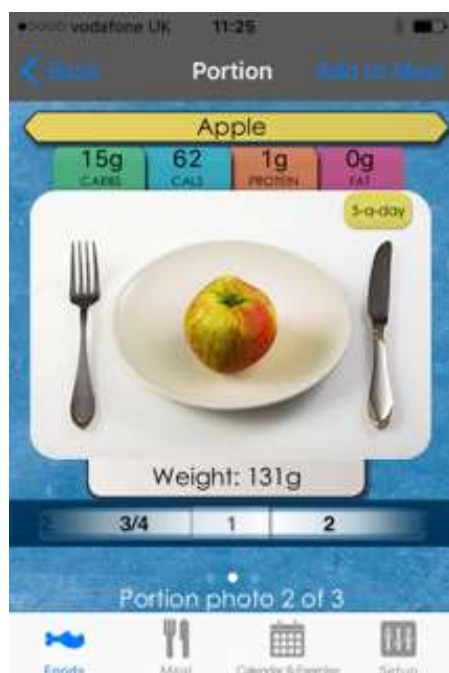 vodafone UK 11:25
Back Portion Add to Meal
Apple
15g 62 1g 0g
CARBS CALS PROTEIN FAT
5-a-day
Weight: 131g
3/4 1 2
Portion photo 2 of 3
Foods Meal Calendar & Favorites Setup